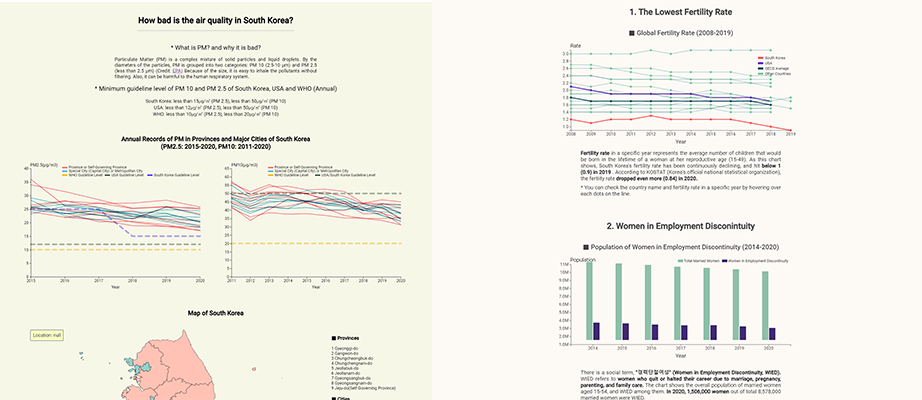 How bad is the air quality in South Korea?
* What is PM? and why it is bad?
Particulate Matter (PM) is a complex mixture of solid particles and liquid droplets. By the
diameters of the particles, PM is grouped into two categories: PM 10 (2.5-10 μm) and PM 2.5
(less than 2.5 μm) (Credit: EPA) Because of the size, it is easy to inhale the pollutants without
filtering. Also, it can be harmful to the human respiratory system.
* Minimum guideline level of PM 10 and PM 2.5 of South Korea, USA and WHO (Annual)
South Korea: less than 15μg/㎥ (PM 2.5), less than 50μg/㎥ (PM 10)
USA: less than 12μg/㎥ (PM 2.5), less than 50μg/㎥ (PM 10)
WHO: less than 10μg/㎥ (PM 2.5), less than 20μg/㎥ (PM 10)
Annual Records of PM in Provinces and Major Cities of South Korea
(PM2.5: 2015-2020, PM10: 2011-2020)
PM2.5(μg/m3)
Province or Self-Governing Province
Special City (Capital City) or Metropolitan City
WHO Guideline Level
USA Guideline Level
South Korea Guideline Level
40
35
30
25
20
15
10
5
0
2015
2016
2017
2018
2019
2020
Year
PM10(μg/m3)
Province or Self-Governing Province
Special City (Capital City) or Metropolitan City
WHO Guideline Level
USA & South Korea Guideline Level
65
60
55
50
45
40
35
30
25
20
15
10
5
0
2011
2012
2013
2014
2015
2016
2017
2018
2019
2020
Year
Map of South Korea
Location: null
Provinces
1 Gyeonggi-do
2 Gangwon-do
3 Chungcheongbuk-do
4 Chungcheongnam-do
5 Jeollabuk-do
6 Jeollanam-do
7 Gyeongsangbuk-do
8 Gyeongsangnam-do
9 Jeju-do(Self Governing Province)
Cities
1. The Lowest Fertility Rate
Global Fertility Rate (2008-2019)
Rate
South Korea
USA
OECD Average
Other Countries
3.0
2.8
2.6
2.4
2.2
2.0
1.8
1.6
1.4
1.2
1.0
2008
2009
2010
2011
2012
2013
2014
2015
2016
2017
2018
2019
Year
Fertility rate in a specific year represents the average number of children that would
be born in the lifetime of a woman at her reproductive age (15-49). As this chart
shows, South Korea's fertility rate has been continuously declining, and hit below 1
(0.9) in 2019 . According to KOSTAT (Korea's official national statistical organization),
the fertility rate dropped even more (0.84) in 2020.
* You can check the country name and fertility rate in a specific year by hovering over
each dots on the line.
2. Women in Employment Discontinuity
Population of Women in Employment Discontinuity (2014-2020)
Population
Total Married Women
Women in Employment Discontinuity
11M
10M
9.0M
8.0M
7.0M
6.0M
5.0M
4.0M
3.0M
2.0M
1.0M
2014
2015
2016
2017
2018
2019
2020
Year
There is a social term, "경력단절여성" (Women in Employment Discontinuity, WIED).
WIED refers to women who quit or halted their career due to marriage, pregnancy,
parenting, and family care. The chart shows the overall population of married women
aged 15-54, and WIED among them. In 2020, 1,506,000 women out of total 8,578,000
married women were WIED.